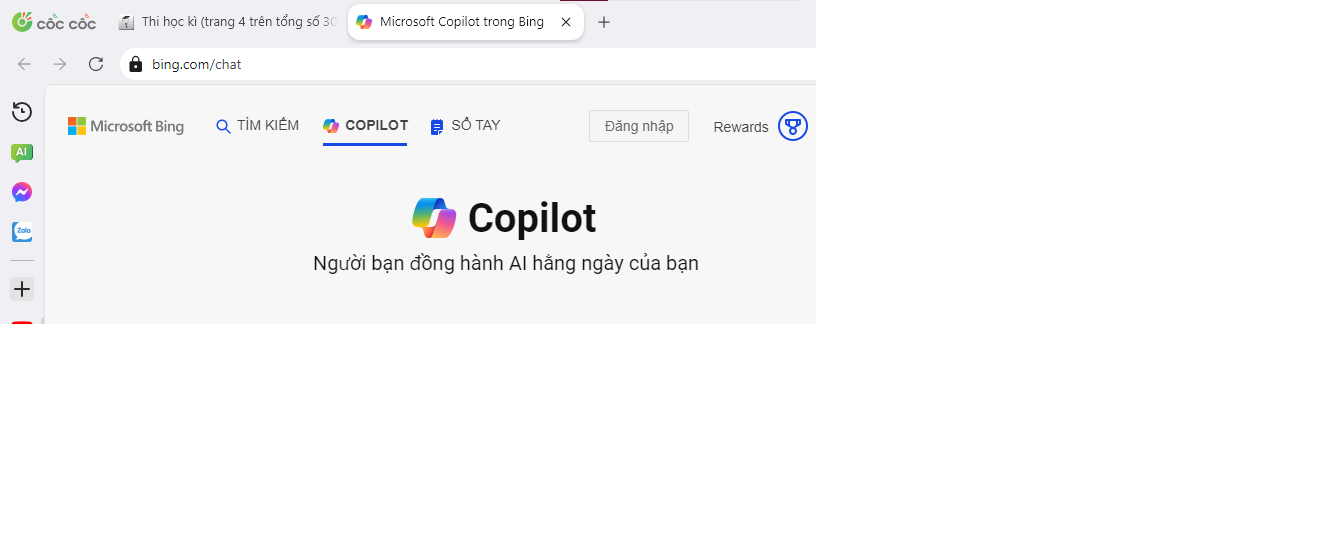 cốc cốc
Thi học kì (trang 4 trên tổng số 30
Microsoft Copilot trong Bing
bing.com/chat
AI
Zalo
Microsoft Bing
TÌM KIẾM
COPILOT
SỔ TAY
Đăng nhập
Rewards
Copilot
Người bạn đồng hành AI hằng ngày của bạn